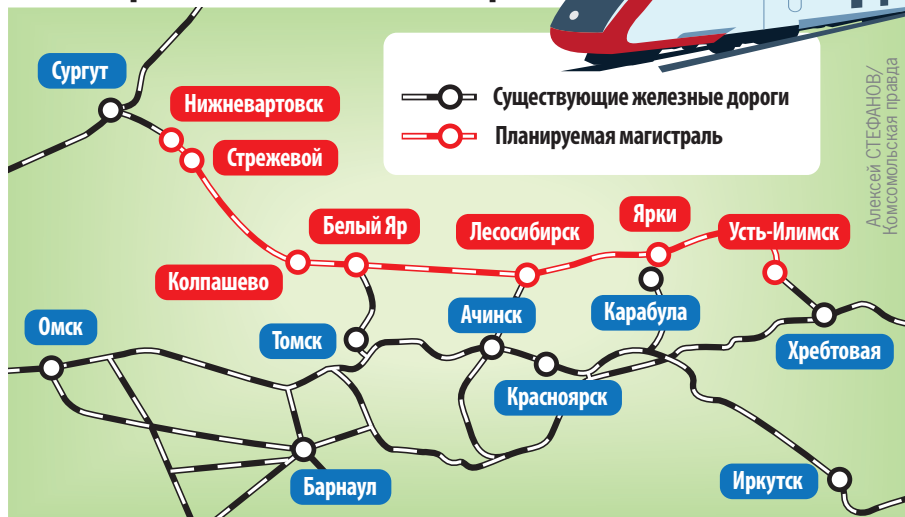 Сургут
Нижневартовск
Стрежевой
Существующие железные дороги
Планируемая магистраль
Алексей СТЕФАНОВ/
Комсомольская правда
Белый Яр
Колпашево
Лесосибирск
Ярки
Усть-Илимск
Омск
Томск
Ачинск
Карабула
Хребтовая
Красноярск
Барнаул
Иркутск